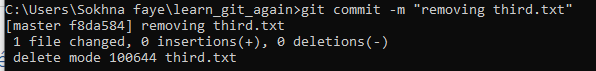 C:\Users\Sokhna faye\learn_git_again>git commit -m "removing third.txt"
[master f8da584] removing third.txt
 1 file changed, 0 insertions(+), 0 deletions(-)
 delete mode 100644 third.txt